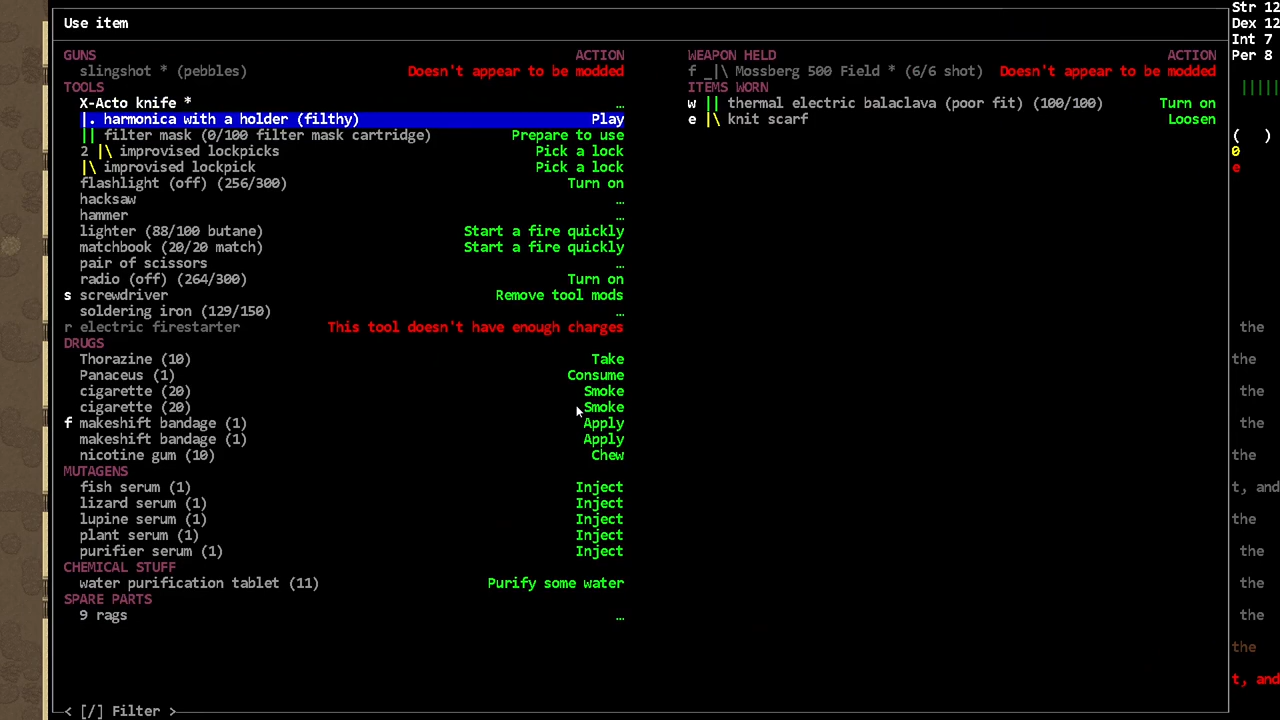 Use item
Str 12
Dex 12
Int 7
Per 8
GUNS ACTION
slingshot * (pebbles) Doesn't appear to be modded
TOOLS
X-Acto knife * …
|. harmonica with a holder (filthy) Play
|| filter mask (0/100 filter mask cartridge) Prepare to use
2 |\ improvised lockpicks Pick a lock
|\ improvised lockpick Pick a lock
flashlight (off) (256/300) Turn on
hacksaw …
hammer …
lighter (88/100 butane) Start a fire quickly
matchbook (20/20 match) Start a fire quickly
pair of scissors …
radio (off) (264/300) Turn on
s screwdriver Remove tool mods
soldering iron (129/150) …
r electric firestarter This tool doesn't have enough charges
DRUGS
Thorazine (10) Take
Panaceus (1) Consume
cigarette (20) Smoke
cigarette (20) Smoke
f makeshift bandage (1) Apply
makeshift bandage (1) Apply
nicotine gum (10) Chew
MUTAGENS
fish serum (1) Inject
lizard serum (1) Inject
lupine serum (1) Inject
plant serum (1) Inject
purifier serum (1) Inject
CHEMICAL STUFF
water purification tablet (11) Purify some water
SPARE PARTS
9 rags …
WEAPON HELD ACTION
f _|\ Mossberg 500 Field * (6/6 shot) Doesn't appear to be modded
ITEMS WORN
w || thermal electric balaclava (poor fit) (100/100) Turn on
e |\ knit scarf Loosen
|||||
( )
0
e
the
the
the
the
the
t, and
the
the
the
the
the
t, and
< [/] Filter >